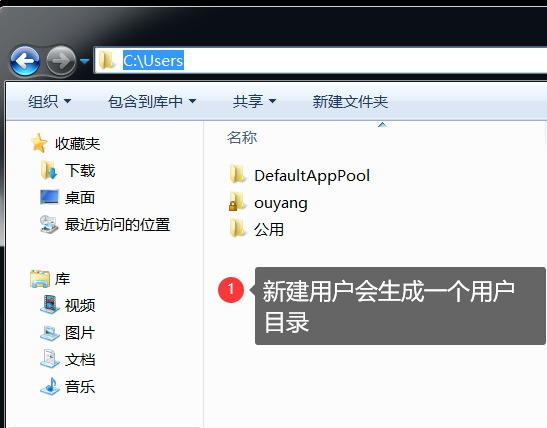 C:\Users
组织 包含到库中 共享 新建文件夹
收藏夹
下载
桌面
最近访问的位置
库
视频
图片
文档
音乐
名称
DefaultAppPool
ouyang
公用
1 新建用户会生成一个用户
目录